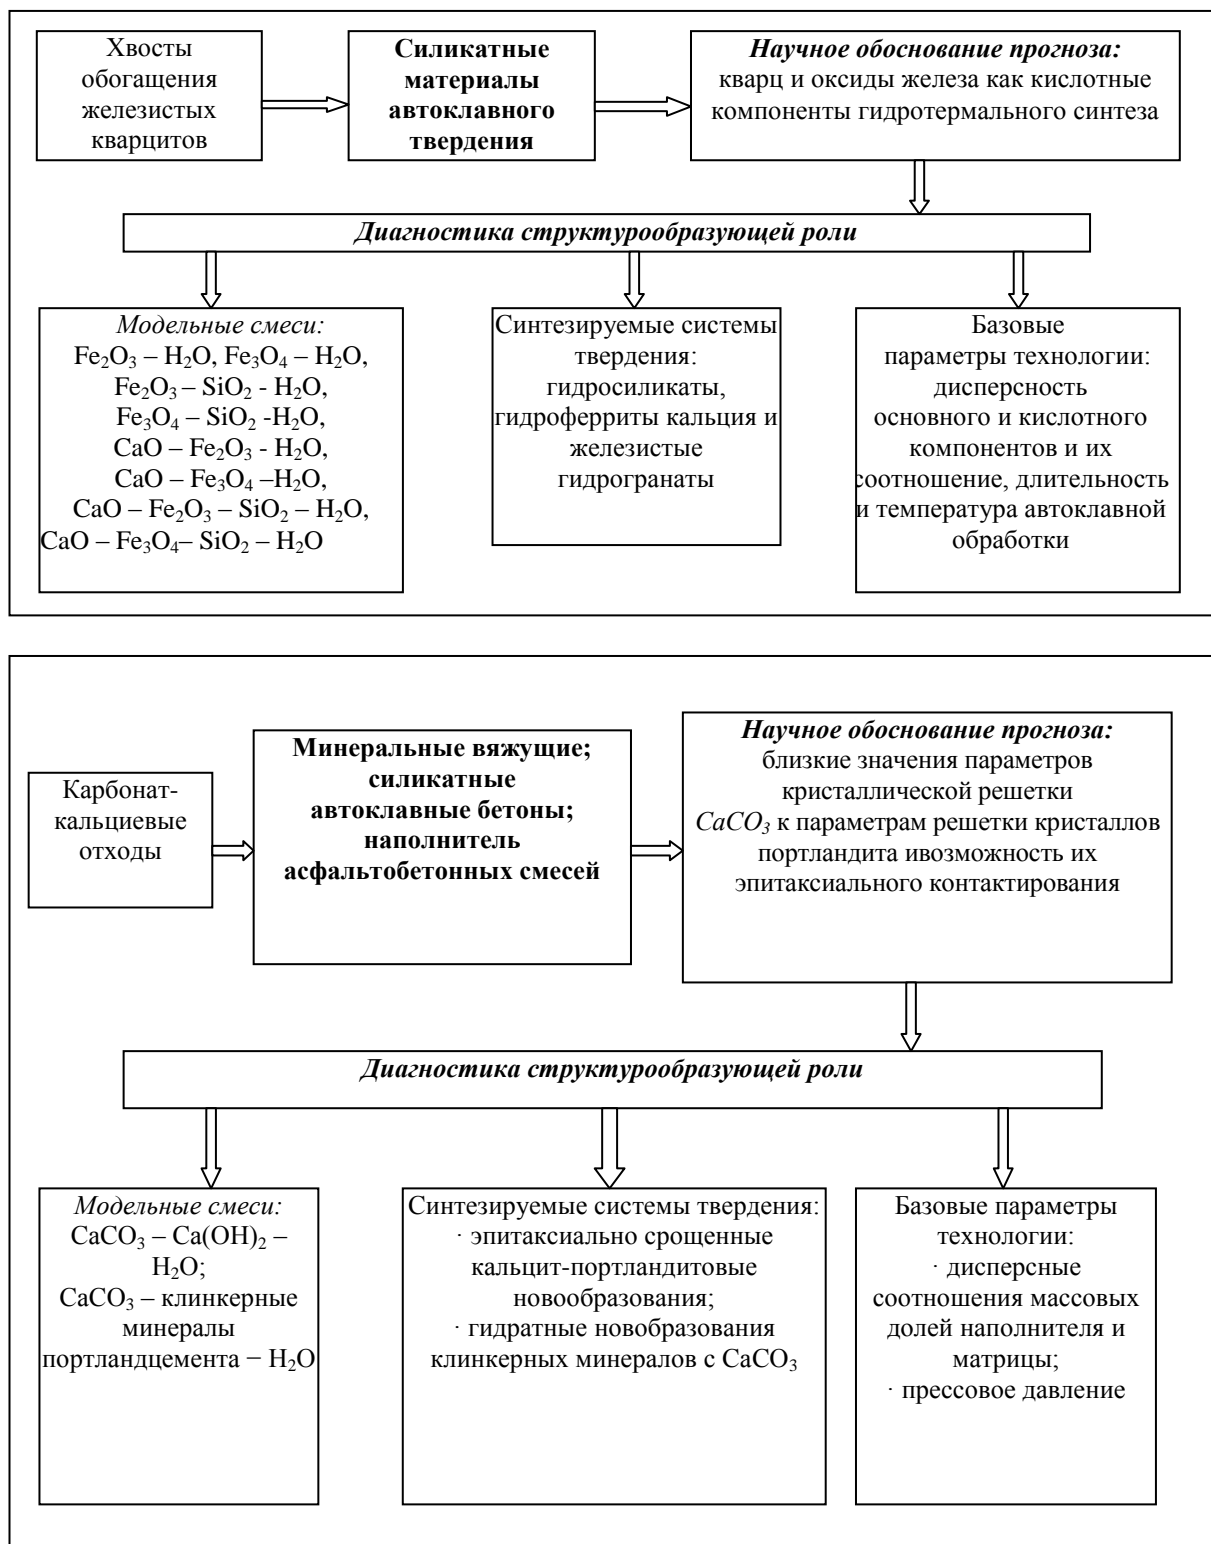 Хвосты
обогащения
железистых
кварцитов
Силикатные
материалы
автоклавного
твердения
Научное обоснование прогноза:
кварц и оксиды железа как кислотные
компоненты гидротермального синтеза
Диагностика структурообразующей роли
Модельные смеси:
Fe₂O₃ – H₂O, Fe₃O₄ – H₂O,
Fe₂O₃ – SiO₂ - H₂O,
Fe₃O₄ – SiO₂ -H₂O,
CaO – Fe₂O₃ - H₂O,
CaO – Fe₃O₄ –H₂O,
CaO – Fe₂O₃ – SiO₂ – H₂O,
CaO – Fe₃O₄– SiO₂ – H₂O
Синтезируемые системы
твердения:
гидросиликаты,
гидроферриты кальция и
железистые
гидрогранаты
Базовые
параметры технологии:
дисперсность
основного и кислотного
компонентов и их
соотношение, длительность
и температура автоклавной
обработки
Карбонат-
кальциевые
отходы
Минеральные вяжущие;
силикатные
автоклавные бетоны;
наполнитель
асфальтобетонных смесей
Научное обоснование прогноза:
близкие значения параметров
кристаллической решетки
CaCO₃ к параметрам решетки кристаллов
портландита ивозможность их
эпитаксиального контактирования
Диагностика структурообразующей роли
Модельные смеси:
CaCO₃ – Ca(OH)₂ –
H₂O;
CaCO₃ – клинкерные
минералы
портландцемента − H₂O
Синтезируемые системы твердения:
· эпитаксиально срощенные
кальцит-портландитовые
новообразования;
· гидратные новобразования
клинкерных минералов с CaCO₃
Базовые параметры
технологии:
· дисперсные
соотношения массовых
долей наполнителя и
матрицы;
· прессовое давление